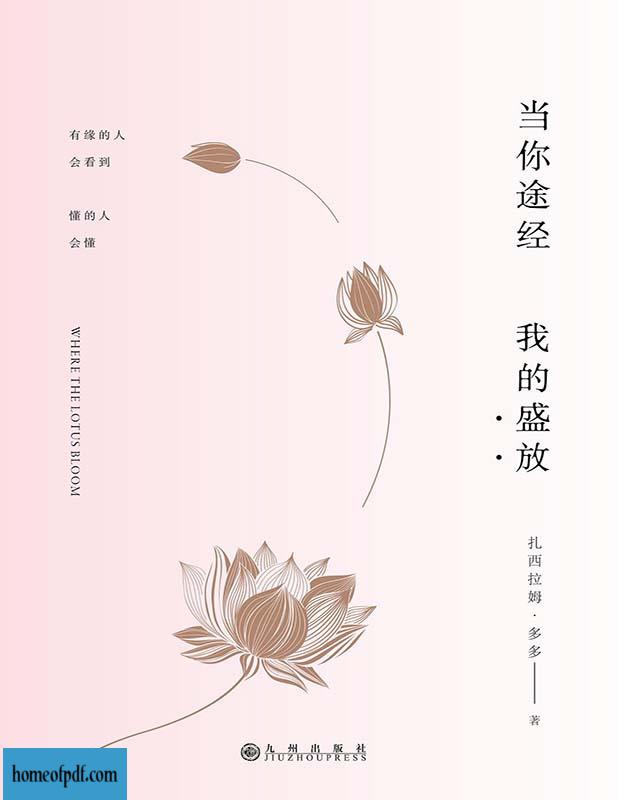 当你途经 我的盛放
扎西拉姆·多多 著
有缘的人
会看到
懂的人
会懂
WHERE THE LOTUS BLOOM
九州出版社
JIUZHOUPRESS
homeofpdf.com